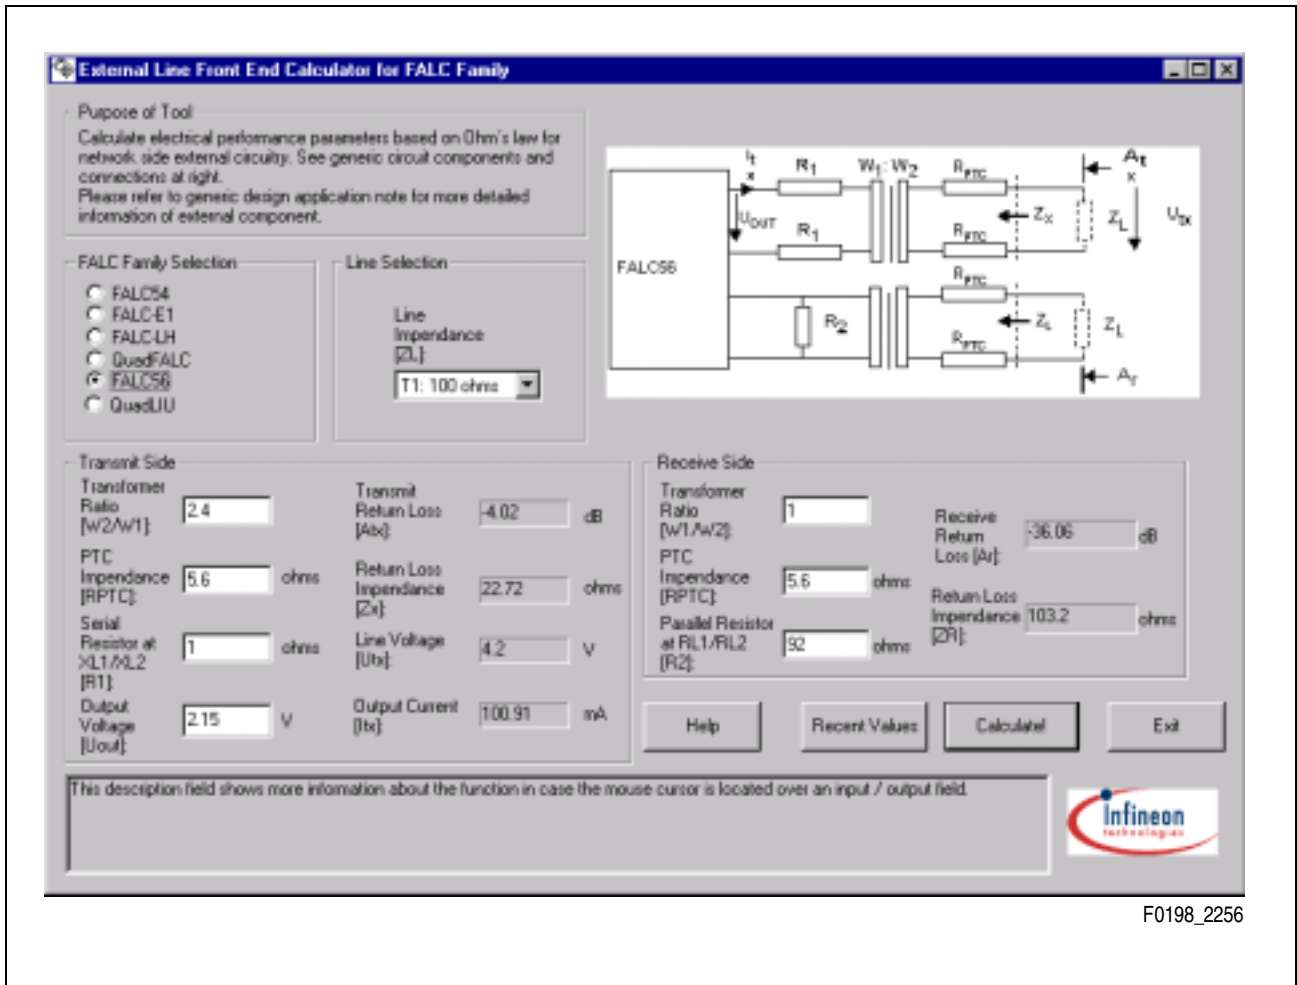 External Line Front End Calculator for FALC Family
Purpose of Tool
Calculate electrical performance parameters based on Ohm's law for
network side external circuitry. See generic circuit components and
connections at right.
Please refer to generic design application note for more detailed
information of external component.
FALC Family Selection
FALC54
FALC-E1
FALC-LH
QuadFALC
FALC56
QuadLIU
Line Selection
Line
Impendance
[ZL]:
T1: 100 ohms
FALC56
It
x
R1
W1 : W2
RPTC
At
x
UOUT
ZX
ZL
Utx
R1
RPTC
RPTC
R2
ZL
ZL
RPTC
Ar
Transmit Side
Transformer
Ratio
[W2/W1]:
2.4
PTC
Impendance
[RPTC]:
5.6
ohms
Serial
Resistor at
XL1/XL2
[R1]:
1
ohms
Output
Voltage
[Uout]:
2.15
V
Transmit
Return Loss
[Atx]:
-4.02
dB
Return Loss
Impendance
[Zx]:
22.72
ohms
Line Voltage
[Utx]:
4.2
V
Output Current
[Itx]:
100.91
mA
Receive Side
Transformer
Ratio
[W1/W2]:
1
PTC
Impendance
[RPTC]:
5.6
ohms
Parallel Resistor
at RL1/RL2
[R2]:
92
ohms
Receive
Return
Loss [Ar]:
-36.06
dB
Return Loss
Impendance
[ZR]:
103.2
ohms
Help
Recent Values
Calculate!
Exit
This description field shows more information about the function in case the mouse cursor is located over an input / output field.
Infineon
technologies
F0198_2256